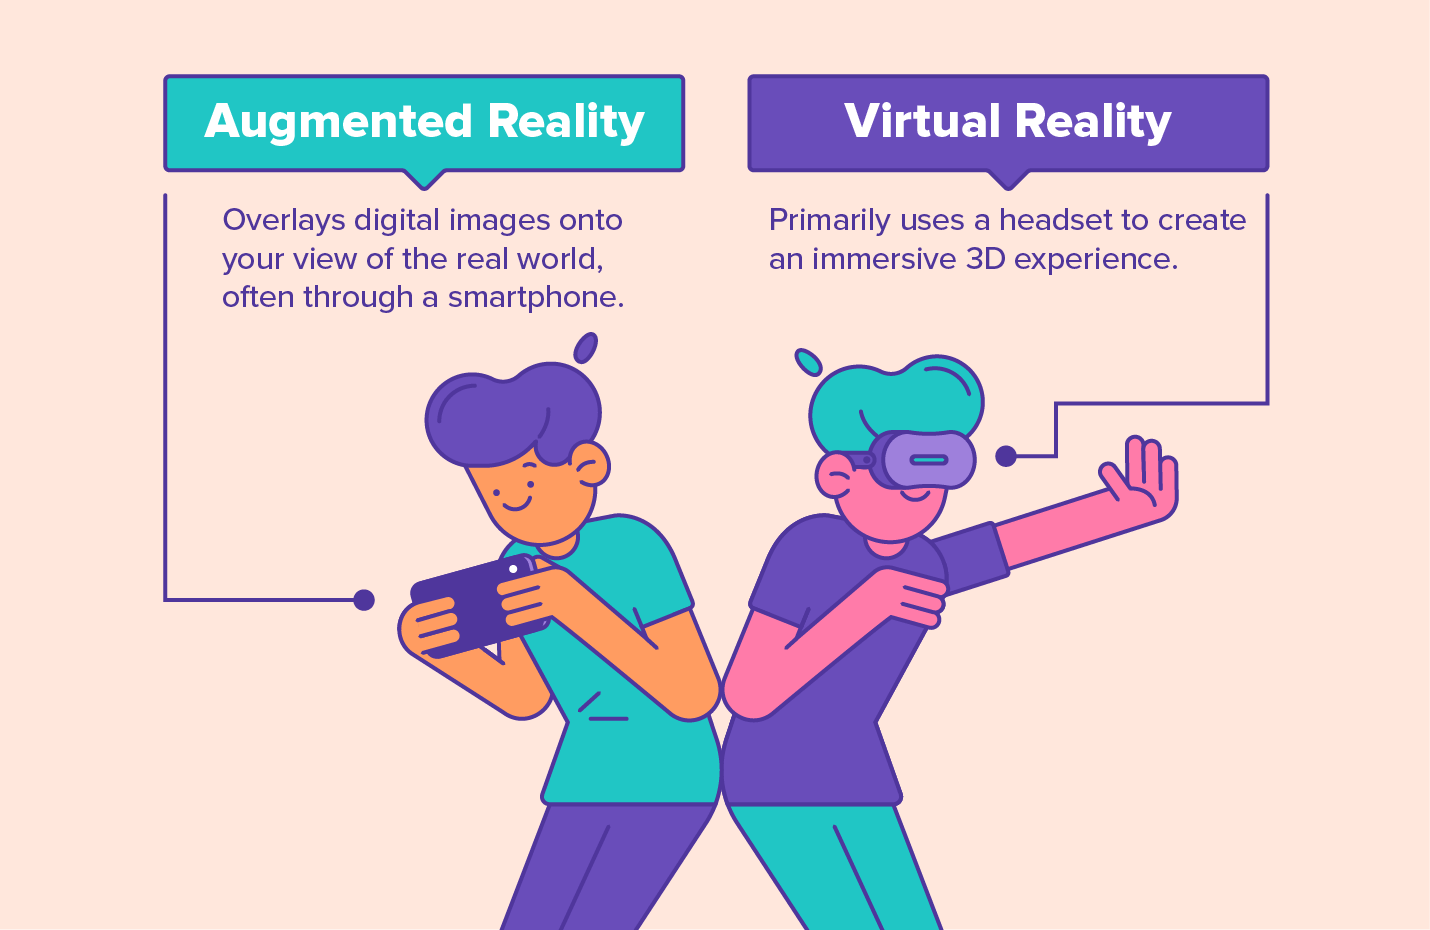 Augmented Reality
Overlays digital images onto
your view of the real world,
often through a smartphone.
Virtual Reality
Primarily uses a headset to create
an immersive 3D experience.